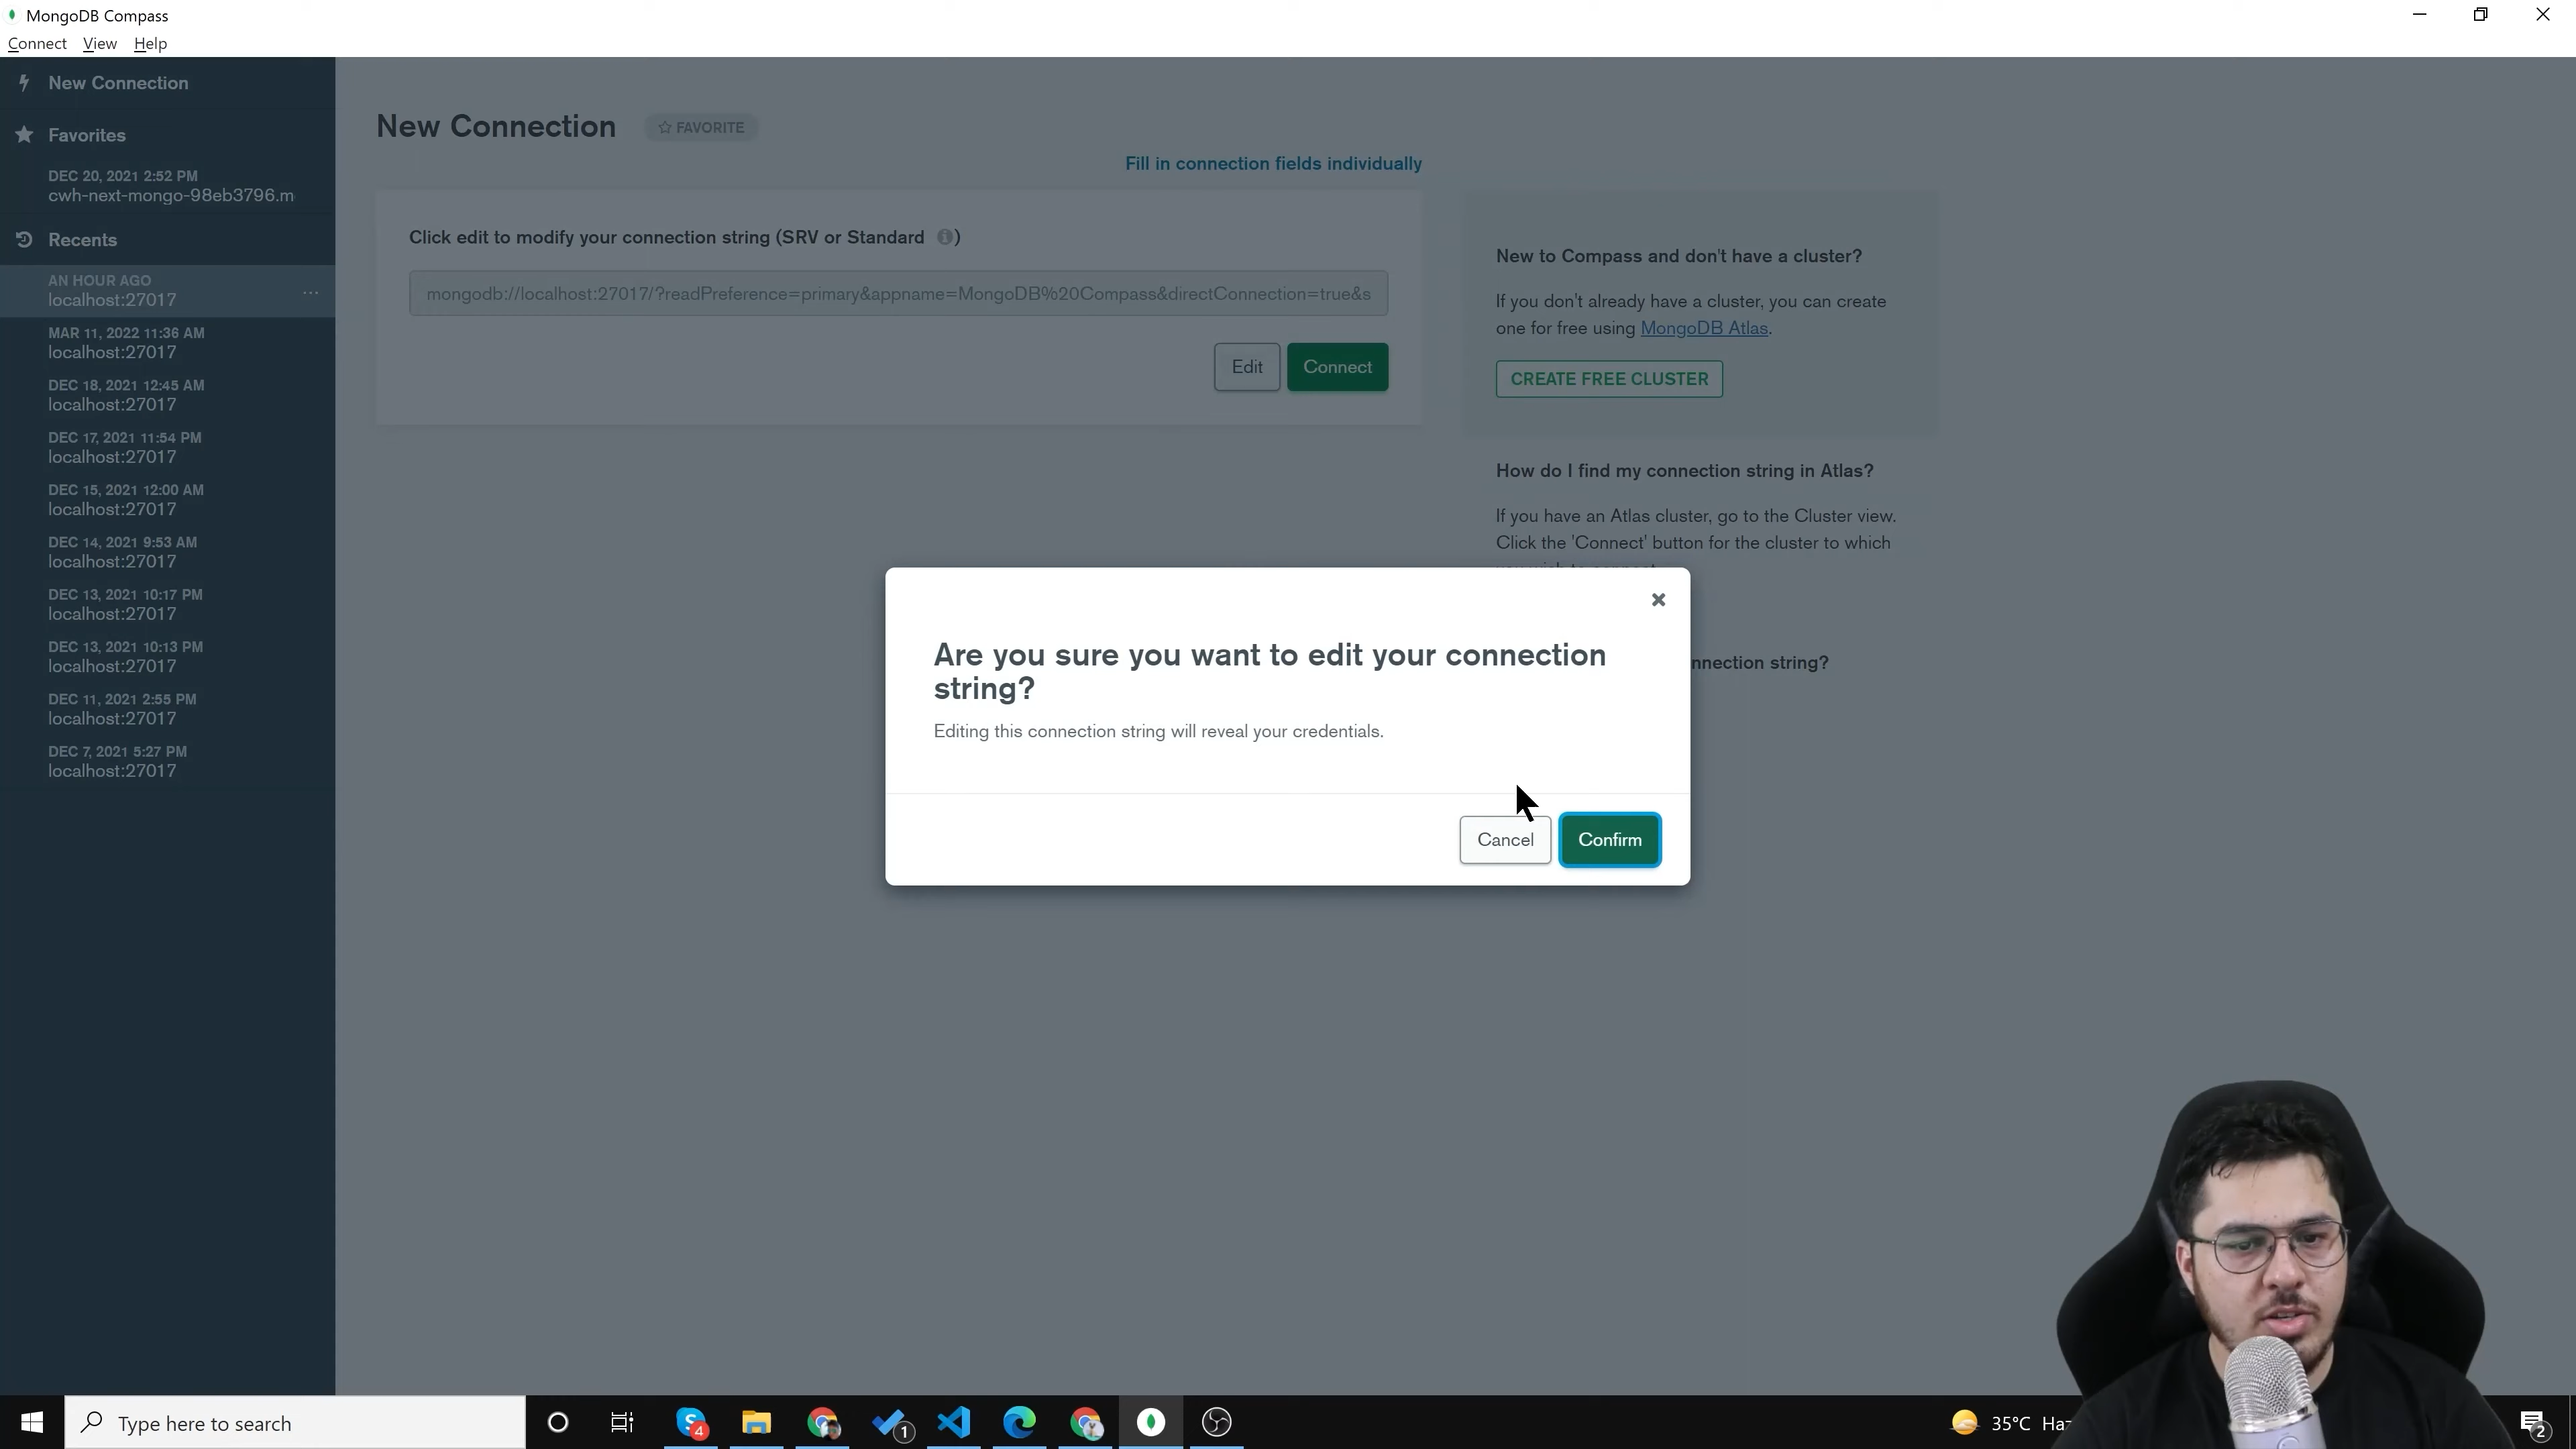 MongoDB Compass
Connect View Help
New Connection
Favorites
DEC 20, 2021 2:52 PM
cwh-next-mongo-98eb3796.m
Recents
AN HOUR AGO
localhost:27017
...
MAR 11, 2022 11:36 AM
localhost:27017
DEC 18, 2021 12:45 AM
localhost:27017
DEC 17, 2021 11:54 PM
localhost:27017
DEC 15, 2021 12:00 AM
localhost:27017
DEC 14, 2021 9:53 AM
localhost:27017
DEC 13, 2021 10:17 PM
localhost:27017
DEC 13, 2021 10:13 PM
localhost:27017
DEC 11, 2021 2:55 PM
localhost:27017
DEC 7, 2021 5:27 PM
localhost:27017
New Connection FAVORITE
Fill in connection fields individually
Click edit to modify your connection string (SRV or Standard )
mongodb://localhost:27017/?readPreference=primary&appname=MongoDB%20Compass&directConnection=true&s
Edit Connect
New to Compass and don't have a cluster?
If you don't already have a cluster, you can create
one for free using MongoDB Atlas.
CREATE FREE CLUSTER
How do I find my connection string in Atlas?
If you have an Atlas cluster, go to the Cluster view.
Click the 'Connect' button for the cluster to which
nnection string?
Are you sure you want to edit your connection
string?
Editing this connection string will reveal your credentials.
Cancel Confirm
Type here to search
4
1
35°C Haz
2